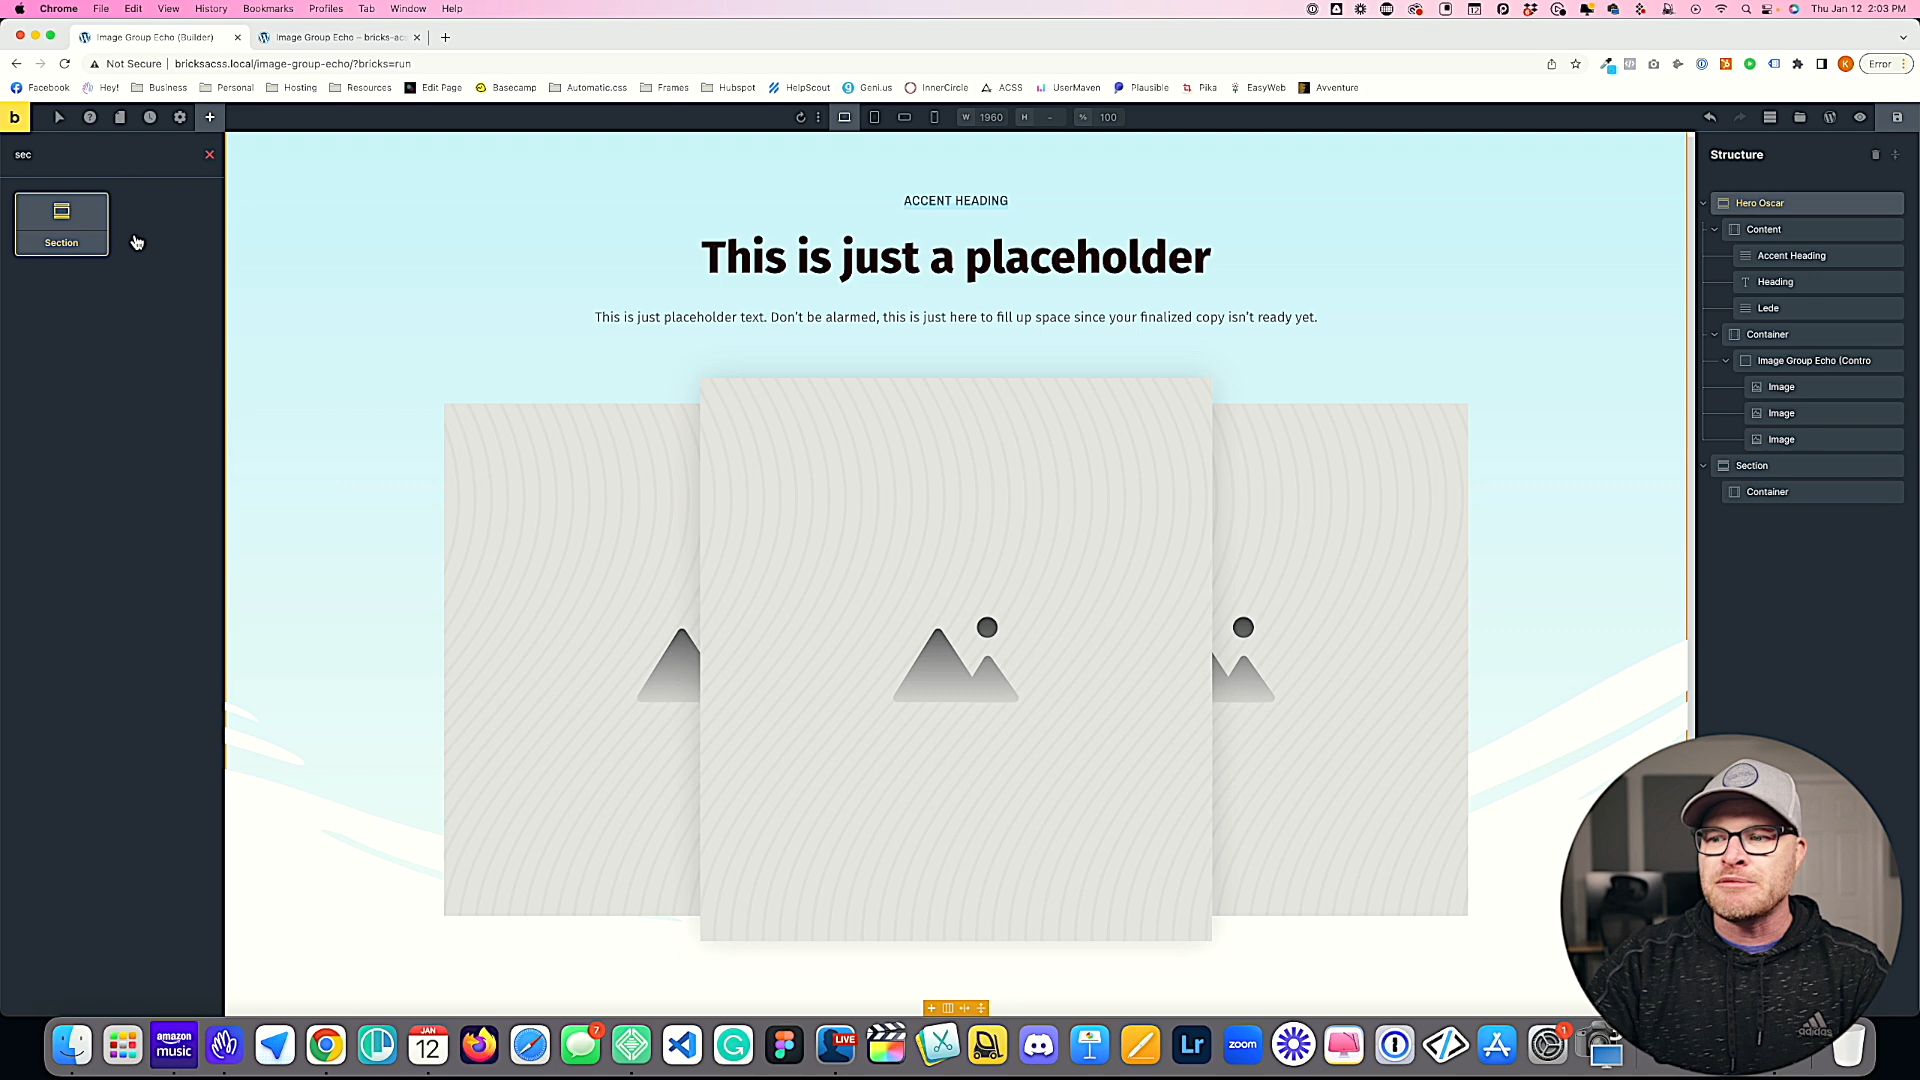 Chrome File Edit View History Bookmarks Profiles Tab Window Help Thu Jan 12 2:03 PM
Image Group Echo (Builder) Image Group Echo – bricks-ac
Not Secure bricksacss.local/image-group-echo/?bricks=run Error
Facebook Hey! Business Personal Hosting Resources Edit Page Basecamp Automatic.css Frames Hubspot HelpScout Geni.us InnerCircle ACSS UserMaven Plausible Pika EasyWeb Avventure
b W 1960 H - % 100
sec
Section
Structure
Hero Oscar
Content
Accent Heading
Heading
Lede
Container
Image Group Echo (Contro
Image
Image
Image
Section
Container
ACCENT HEADING
This is just a placeholder
This is just placeholder text. Don't be alarmed, this is just here to fill up space since your finalized copy isn't ready yet.
amazon music
JAN 12
7
LIVE
Lr
zoom
1
adidas